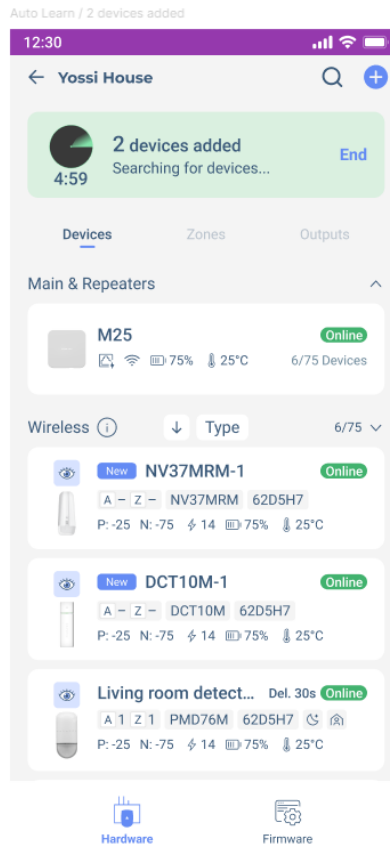 Auto Learn / 2 devices added
12:30
Yossi House
2 devices added
Searching for devices...
End
4:59
Devices Zones Outputs
Main & Repeaters
M25 Online
75% 25°C 6/75 Devices
Wireless Type 6/75
New NV37MRM-1 Online
A – Z – NV37MRM 62D5H7
P: -25 N: -75 14 75% 25°C
New DCT10M-1 Online
A – Z – DCT10M 62D5H7
P: -25 N: -75 14 75% 25°C
Living room detect... Del. 30s Online
A 1 Z 1 PMD76M 62D5H7
P: -25 N: -75 14 75% 25°C
Hardware Firmware